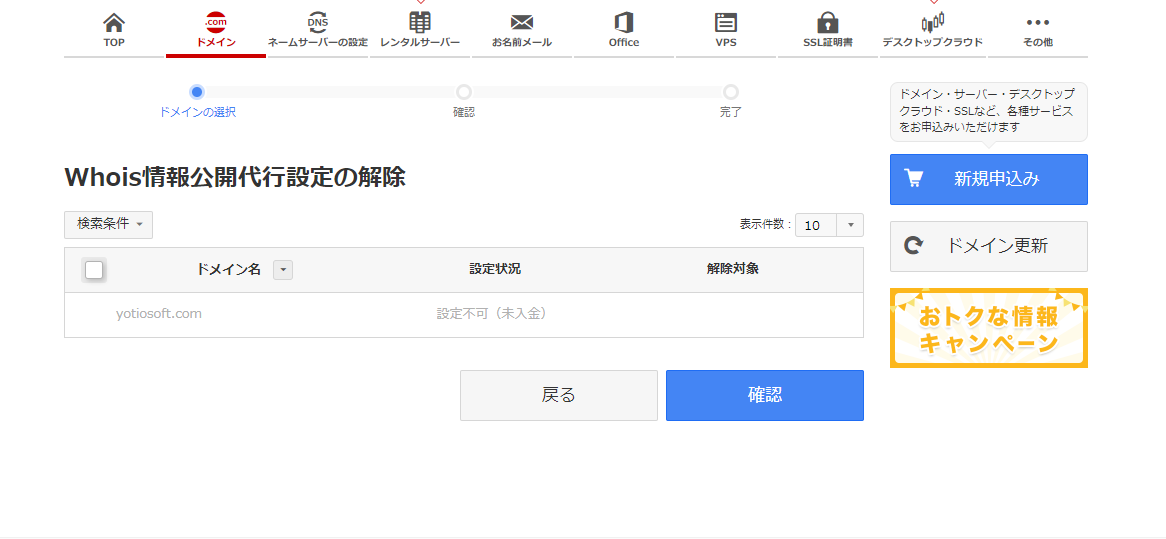 TOP
.com
ドメイン
DNS
ネームサーバーの設定
レンタルサーバー
お名前メール
Office
VPS
SSL証明書
デスクトップクラウド
その他
ドメインの選択
確認
完了
ドメイン・サーバー・デスクトップ
クラウド・SSLなど、各種サービス
をお申込みいただけます
新規申込み
ドメイン更新
おトクな情報
キャンペーン
Whois情報公開代行設定の解除
検索条件
表示件数：
10
ドメイン名
設定状況
解除対象
yotiosoft.com
設定不可（未入金）
戻る
確認